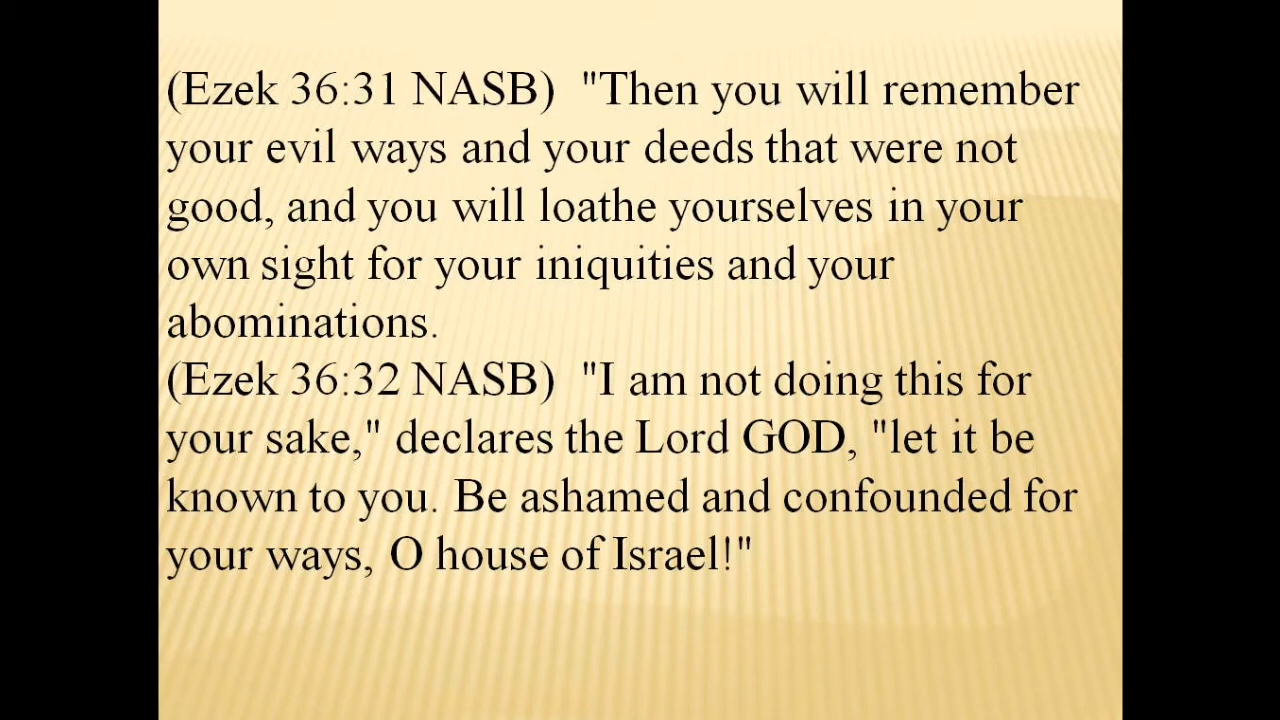 (Ezek 36:31 NASB)  "Then you will remember
your evil ways and your deeds that were not
good, and you will loathe yourselves in your
own sight for your iniquities and your
abominations.
(Ezek 36:32 NASB)  "I am not doing this for
your sake," declares the Lord GOD, "let it be
known to you. Be ashamed and confounded for
your ways, O house of Israel!"